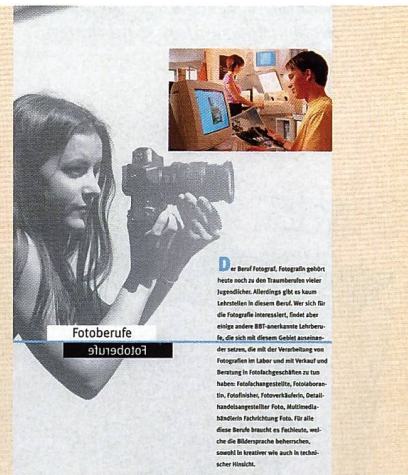 Fotoberufe
Fotoberufe
Der Beruf Fotograf, Fotografin gehört
heute noch zu den Traumberufen vieler
Jugendlicher. Allerdings gibt es kaum
Lehrstellen in diesem Beruf. Wer sich für
die Fotografie interessiert, findet aber
einige andere BBT-anerkannte Lehrberu-
fe, die sich mit diesem Gebiet auseinan-
der setzen, die mit der Verarbeitung von
Fotografien im Labor und mit Verkauf und
Beratung in Fotofachgeschäften zu tun
haben: Fotofachangestellte, Fotolaboran-
tin, Fotofinisher, Fotoverkäuferin, Detail-
handelsangestellter Foto, Multimedia-
händlerin Fachrichtung Foto. Für alle
diese Berufe braucht es Fachleute, wel-
che die Bildersprache beherrschen,
sowohl in kreativer wie auch in techni-
scher Hinsicht.